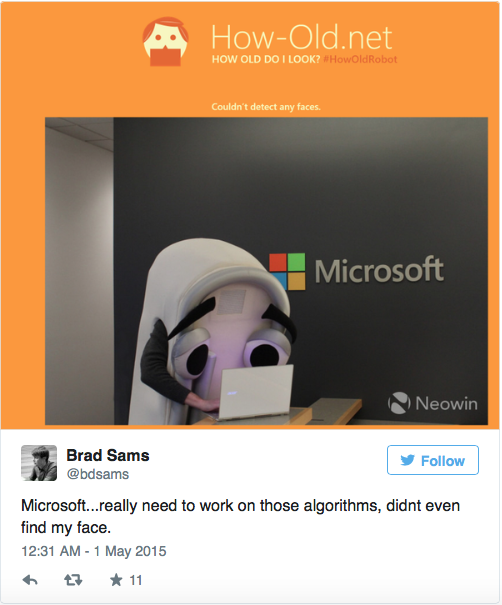 How-Old.net
HOW OLD DO I LOOK? #HowOldRobot
Couldn't detect any faces.
Microsoft
Neowin
Brad Sams
@bdsams
Follow
Microsoft...really need to work on those algorithms, didnt even
find my face.
12:31 AM - 1 May 2015
11